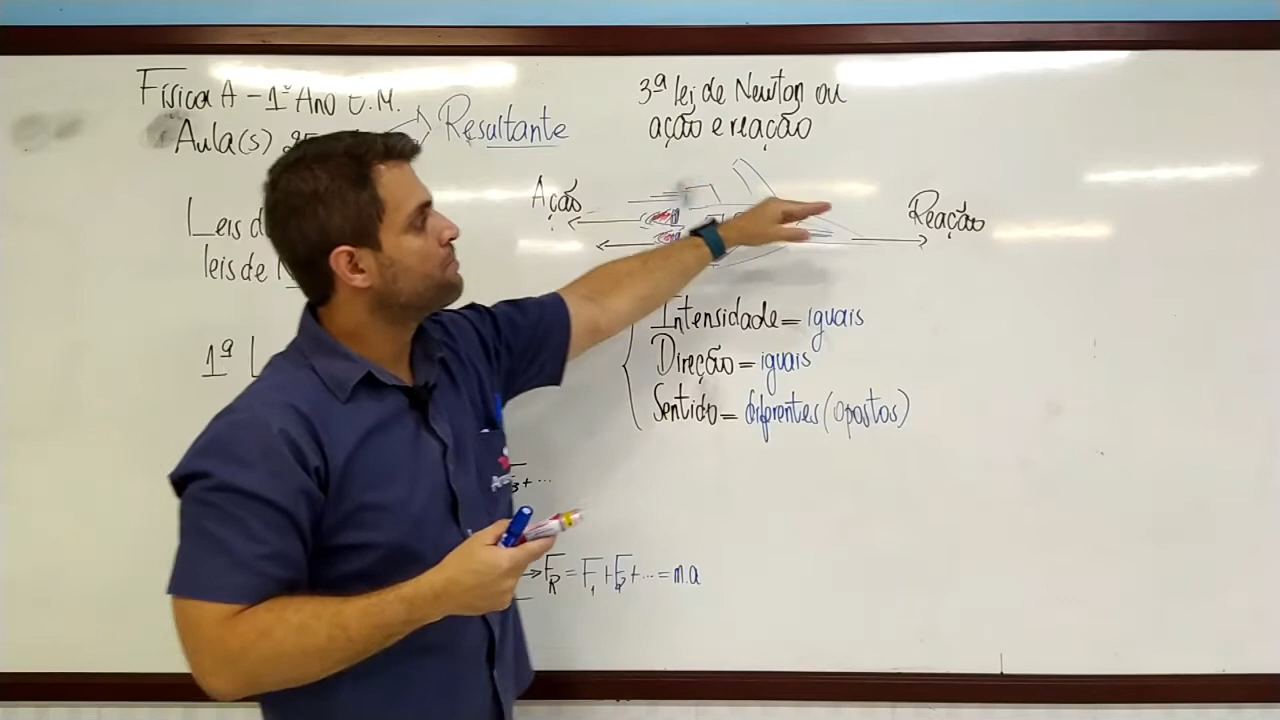 Física A - 1º Ano E.M.
Aula(s)
Resultante
Leis d
leis de
1ª L
+ ...
F_R = F_1 + F_2 + ... = m.a
3ª lei de Newton ou
ação e reação
Ação
Reação
Intensidade = iguais
Direção = iguais
Sentido = diferentes (opostos)